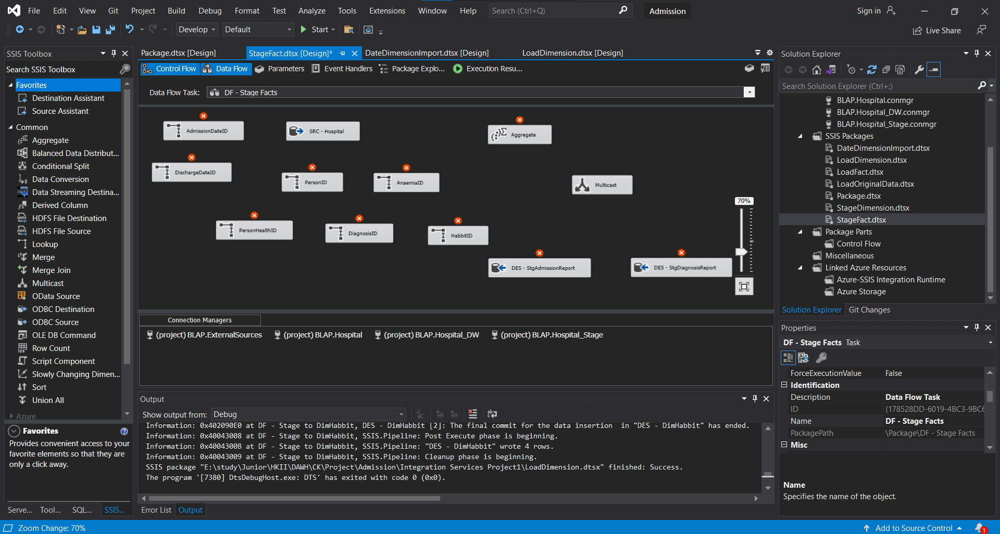 File Edit View Git Project Build Debug Format Test Analyze Tools Extensions Window Help Search (Ctrl+Q) Admission Sign in
Develop Default Start Live Share
SSIS Toolbox
Search SSIS Toolbox
Favorites
Destination Assistant
Source Assistant
Common
Aggregate
Balanced Data Distribut...
Conditional Split
Data Conversion
Data Streaming Destina...
Derived Column
HDFS File Destination
HDFS File Source
Lookup
Merge
Merge Join
Multicast
OData Source
ODBC Destination
ODBC Source
OLE DB Command
Row Count
Script Component
Slowly Changing Dimen...
Sort
Union All
Azure
Favorites
Provides convenient access to your
favorite elements so that they are
only a click away.
Serve... Tool... SQL... SSIS...
Package.dtsx [Design] StageFact.dtsx [Design]* DateDimensionImport.dtsx [Design] LoadDimension.dtsx [Design]
Control Flow Data Flow Parameters Event Handlers Package Explo... Execution Resu...
Data Flow Task: DF - Stage Facts
AdmissionDateID SRC - Hospital Aggregate
DischargeDateID PersonID AnaemiaID Multicast
70%
PersonHealthID DiagnosisID HabbitID
DES - StgAdmissionReport DES - StgDiagnosisReport
Connection Managers
(project) BLAP.ExternalSources (project) BLAP.Hospital (project) BLAP.Hospital_DW (project) BLAP.Hospital_Stage
Output
Show output from: Debug
Information: 0x402090E0 at DF - Stage to DimHabbit, DES - DimHabbit [2]: The final commit for the data insertion  in "DES - DimHabbit" has ended.
Information: 0x40043008 at DF - Stage to DimHabbit, SSIS.Pipeline: Post Execute phase is beginning.
Information: 0x4004300B at DF - Stage to DimHabbit, SSIS.Pipeline: "DES - DimHabbit" wrote 4 rows.
Information: 0x40043009 at DF - Stage to DimHabbit, SSIS.Pipeline: Cleanup phase is beginning.
SSIS package "E:\study\Junior\HKII\DAWH\CK\Project\Admission\Integration Services Project1\LoadDimension.dtsx" finished: Success.
The program '[7380] DtsDebugHost.exe: DTS' has exited with code 0 (0x0).
Error List Output
Solution Explorer
Search Solution Explorer (Ctrl+;)
BLAP.Hospital.conmgr
BLAP.Hospital_DW.conmgr
BLAP.Hospital_Stage.conmgr
SSIS Packages
DateDimensionImport.dtsx
LoadDimension.dtsx
LoadFact.dtsx
LoadOriginalData.dtsx
Package.dtsx
StageDimension.dtsx
StageFact.dtsx
Package Parts
Control Flow
Miscellaneous
Linked Azure Resources
Azure-SSIS Integration Runtime
Azure Storage
Solution Explorer Git Changes
Properties
DF - Stage Facts Task
ForceExecutionValue False
Identification
Description Data Flow Task
ID {178528DD-6019-4BC3-9BC6
Name DF - Stage Facts
PackagePath \Package\DF - Stage Facts
Misc
Name
Specifies the name of the object.
Zoom Change: 70% Add to Source Control 1